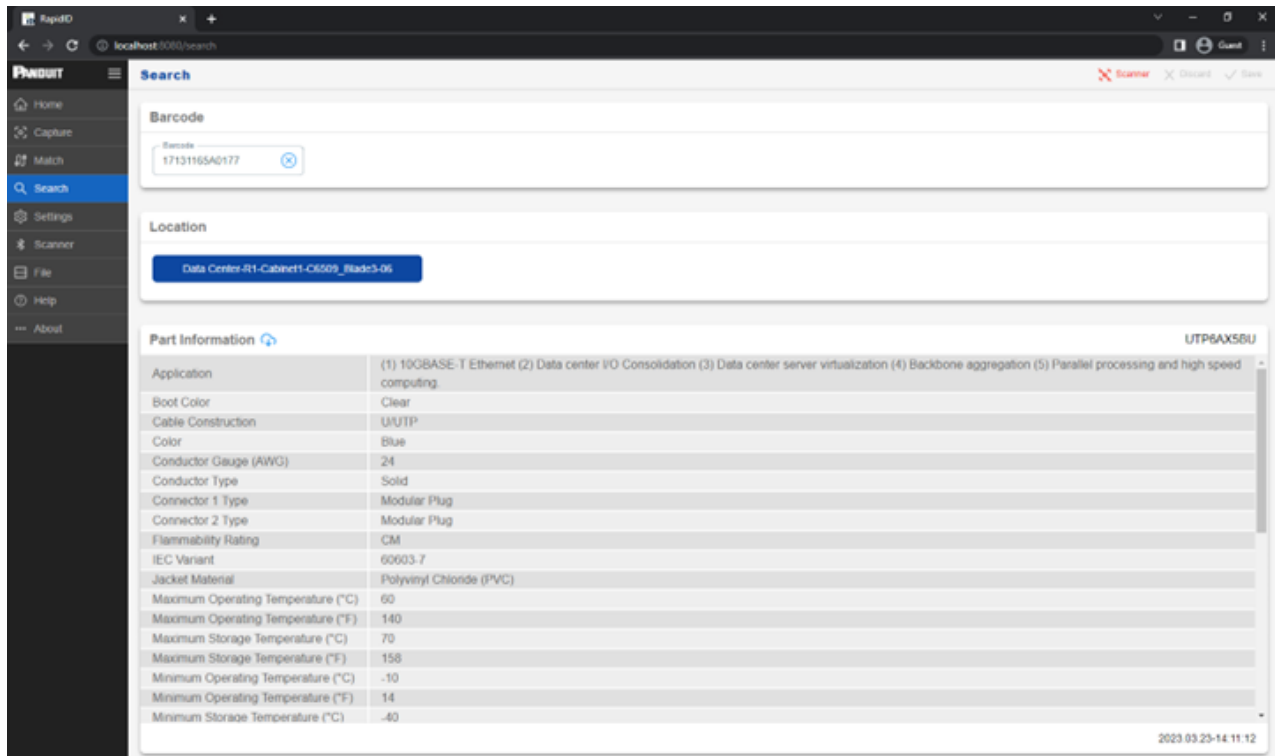 RapidID
localhost:8080/search
Guest
PANDUIT
Search
Scanner
Discard
Save
Home
Capture
Match
Search
Settings
Scanner
File
Help
About
Barcode
Barcode
17131165A0177
Location
Data Center-R1-Cabinet1-C6509_Blade3-06
Part Information
UTP6AX5BU
Application (1) 10GBASE-T Ethernet (2) Data center I/O Consolidation (3) Data center server virtualization (4) Backbone aggregation (5) Parallel processing and high speed
computing.
Boot Color Clear
Cable Construction U/UTP
Color Blue
Conductor Gauge (AWG) 24
Conductor Type Solid
Connector 1 Type Modular Plug
Connector 2 Type Modular Plug
Flammability Rating CM
IEC Variant 60603-7
Jacket Material Polyvinyl Chloride (PVC)
Maximum Operating Temperature (°C) 60
Maximum Operating Temperature (°F) 140
Maximum Storage Temperature (°C) 70
Maximum Storage Temperature (°F) 158
Minimum Operating Temperature (°C) -10
Minimum Operating Temperature (°F) 14
Minimum Storage Temperature (°C) -40
2023.03.23-14:11:12